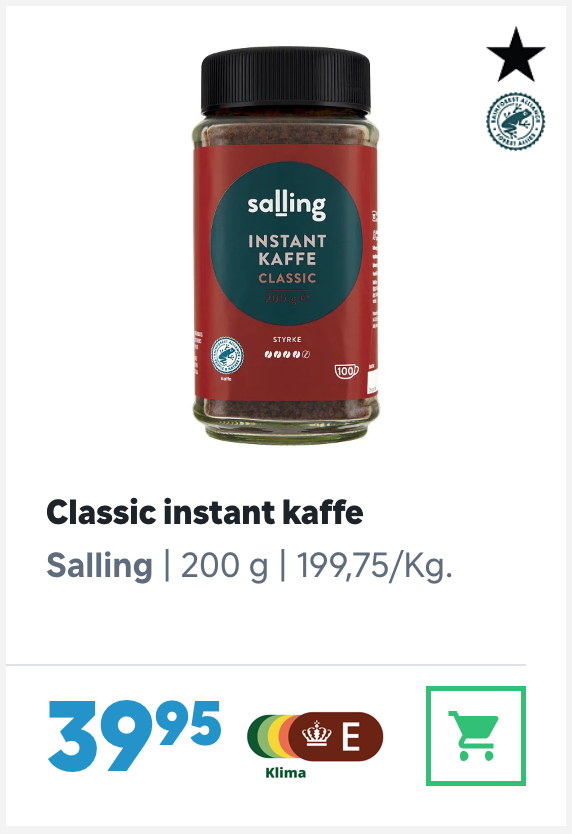 RAINFOREST ALLIANCE
FOREST ALLIES
salling
INSTANT
KAFFE
CLASSIC
200 g e
STYRKE
Kaffe
100
Classic instant kaffe
Salling | 200 g | 199,75/Kg.
39 95
E
Klima